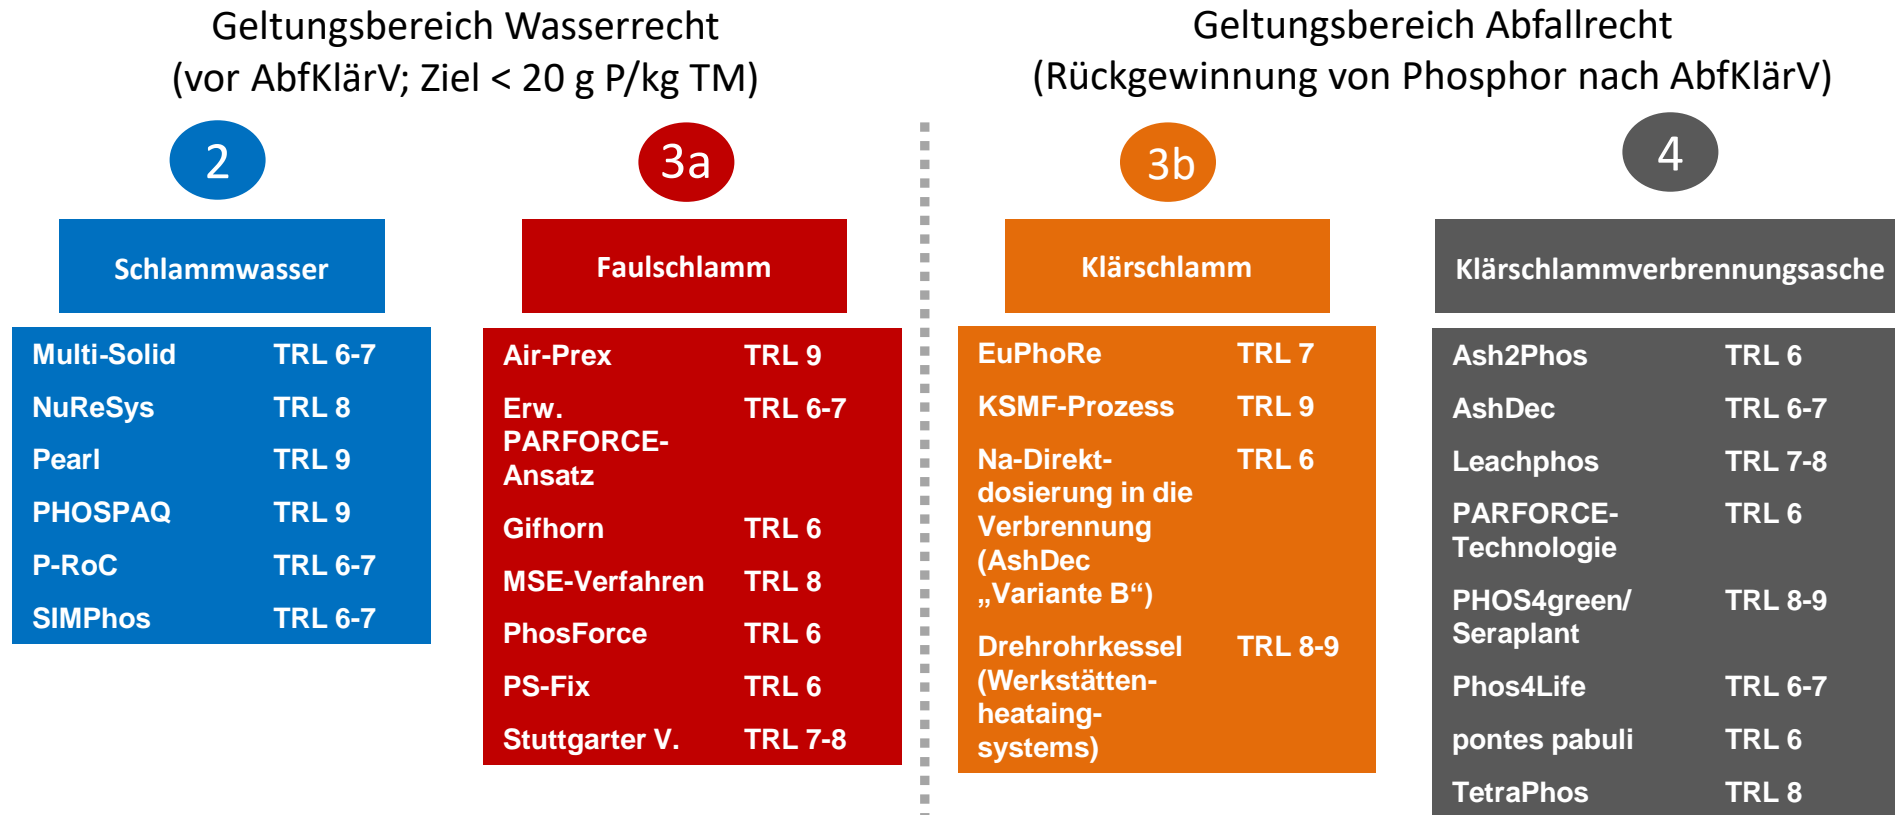 Geltungsbereich Wasserrecht
(vor AbfKlärV; Ziel < 20 g P/kg TM)
Geltungsbereich Abfallrecht
(Rückgewinnung von Phosphor nach AbfKlärV)
2
Schlammwasser
Multi-Solid TRL 6-7
NuReSys TRL 8
Pearl TRL 9
PHOSPAQ TRL 9
P-RoC TRL 6-7
SIMPhos TRL 6-7
3a
Faulschlamm
Air-Prex TRL 9
Erw. TRL 6-7
PARFORCE-
Ansatz
Gifhorn TRL 6
MSE-Verfahren TRL 8
PhosForce TRL 6
PS-Fix TRL 6
Stuttgarter V. TRL 7-8
3b
Klärschlamm
EuPhoRe TRL 7
KSMF-Prozess TRL 9
Na-Direkt- TRL 6
dosierung in die
Verbrennung
(AshDec
„Variante B“)
Drehrohrkessel TRL 8-9
(Werkstätten-
heataing-
systems)
4
Klärschlammverbrennungsasche
Ash2Phos TRL 6
AshDec TRL 6-7
Leachphos TRL 7-8
PARFORCE- TRL 6
Technologie
PHOS4green/ TRL 8-9
Seraplant
Phos4Life TRL 6-7
pontes pabuli TRL 6
TetraPhos TRL 8